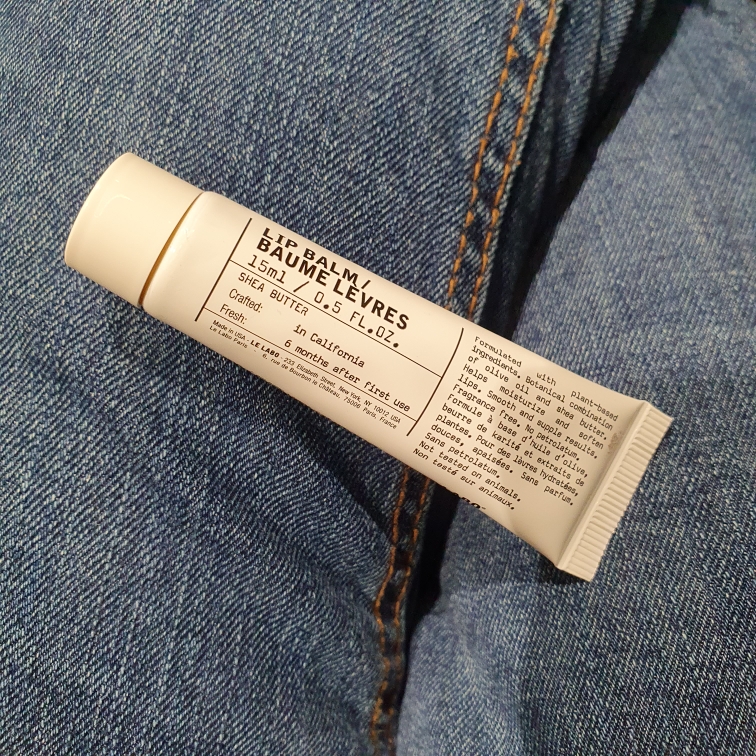 LIP BALM/
BAUME LÈVRES
15ml / 0.5 FL.OZ.
SHEA BUTTER
Crafted:
in California
Fresh:
6 months after first use
Made in USA - LE LABO - 233 Elizabeth Street, New York, NY 10012 USA
Le Labo Paris - 6, rue de Bourbon le Château, 75006 Paris, France
Formulated with plant-based
ingredients. Botanical combination
of olive oil and shea butter.
Helps moisturize and soften
lips. Smooth and supple results.
Fragrance free. No petrolatum.
Formule à base d'huile d'olive,
beurre de karité et extraits de
plantes. Pour des lèvres hydratées,
douces, apaisées. Sans parfum.
Sans petrolatum.
Not tested on animals.
Non testé sur animaux.